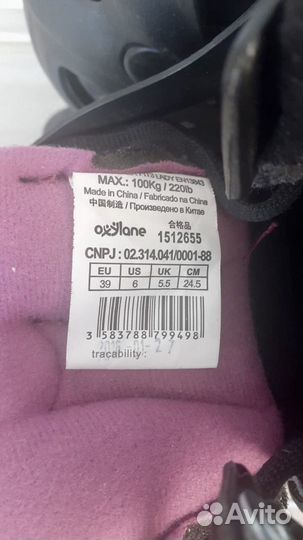 LADY EN13843
MAX.: 100Kg / 220lb
Made in China / Fabricado na China
中国制造 / Произведено в Китае
合格品
oxylane 1512655
CNPJ : 02.314.041/0001-88
EU US UK CM
39 6 5.5 24.5
3 583788 799498
tracability :
Avito